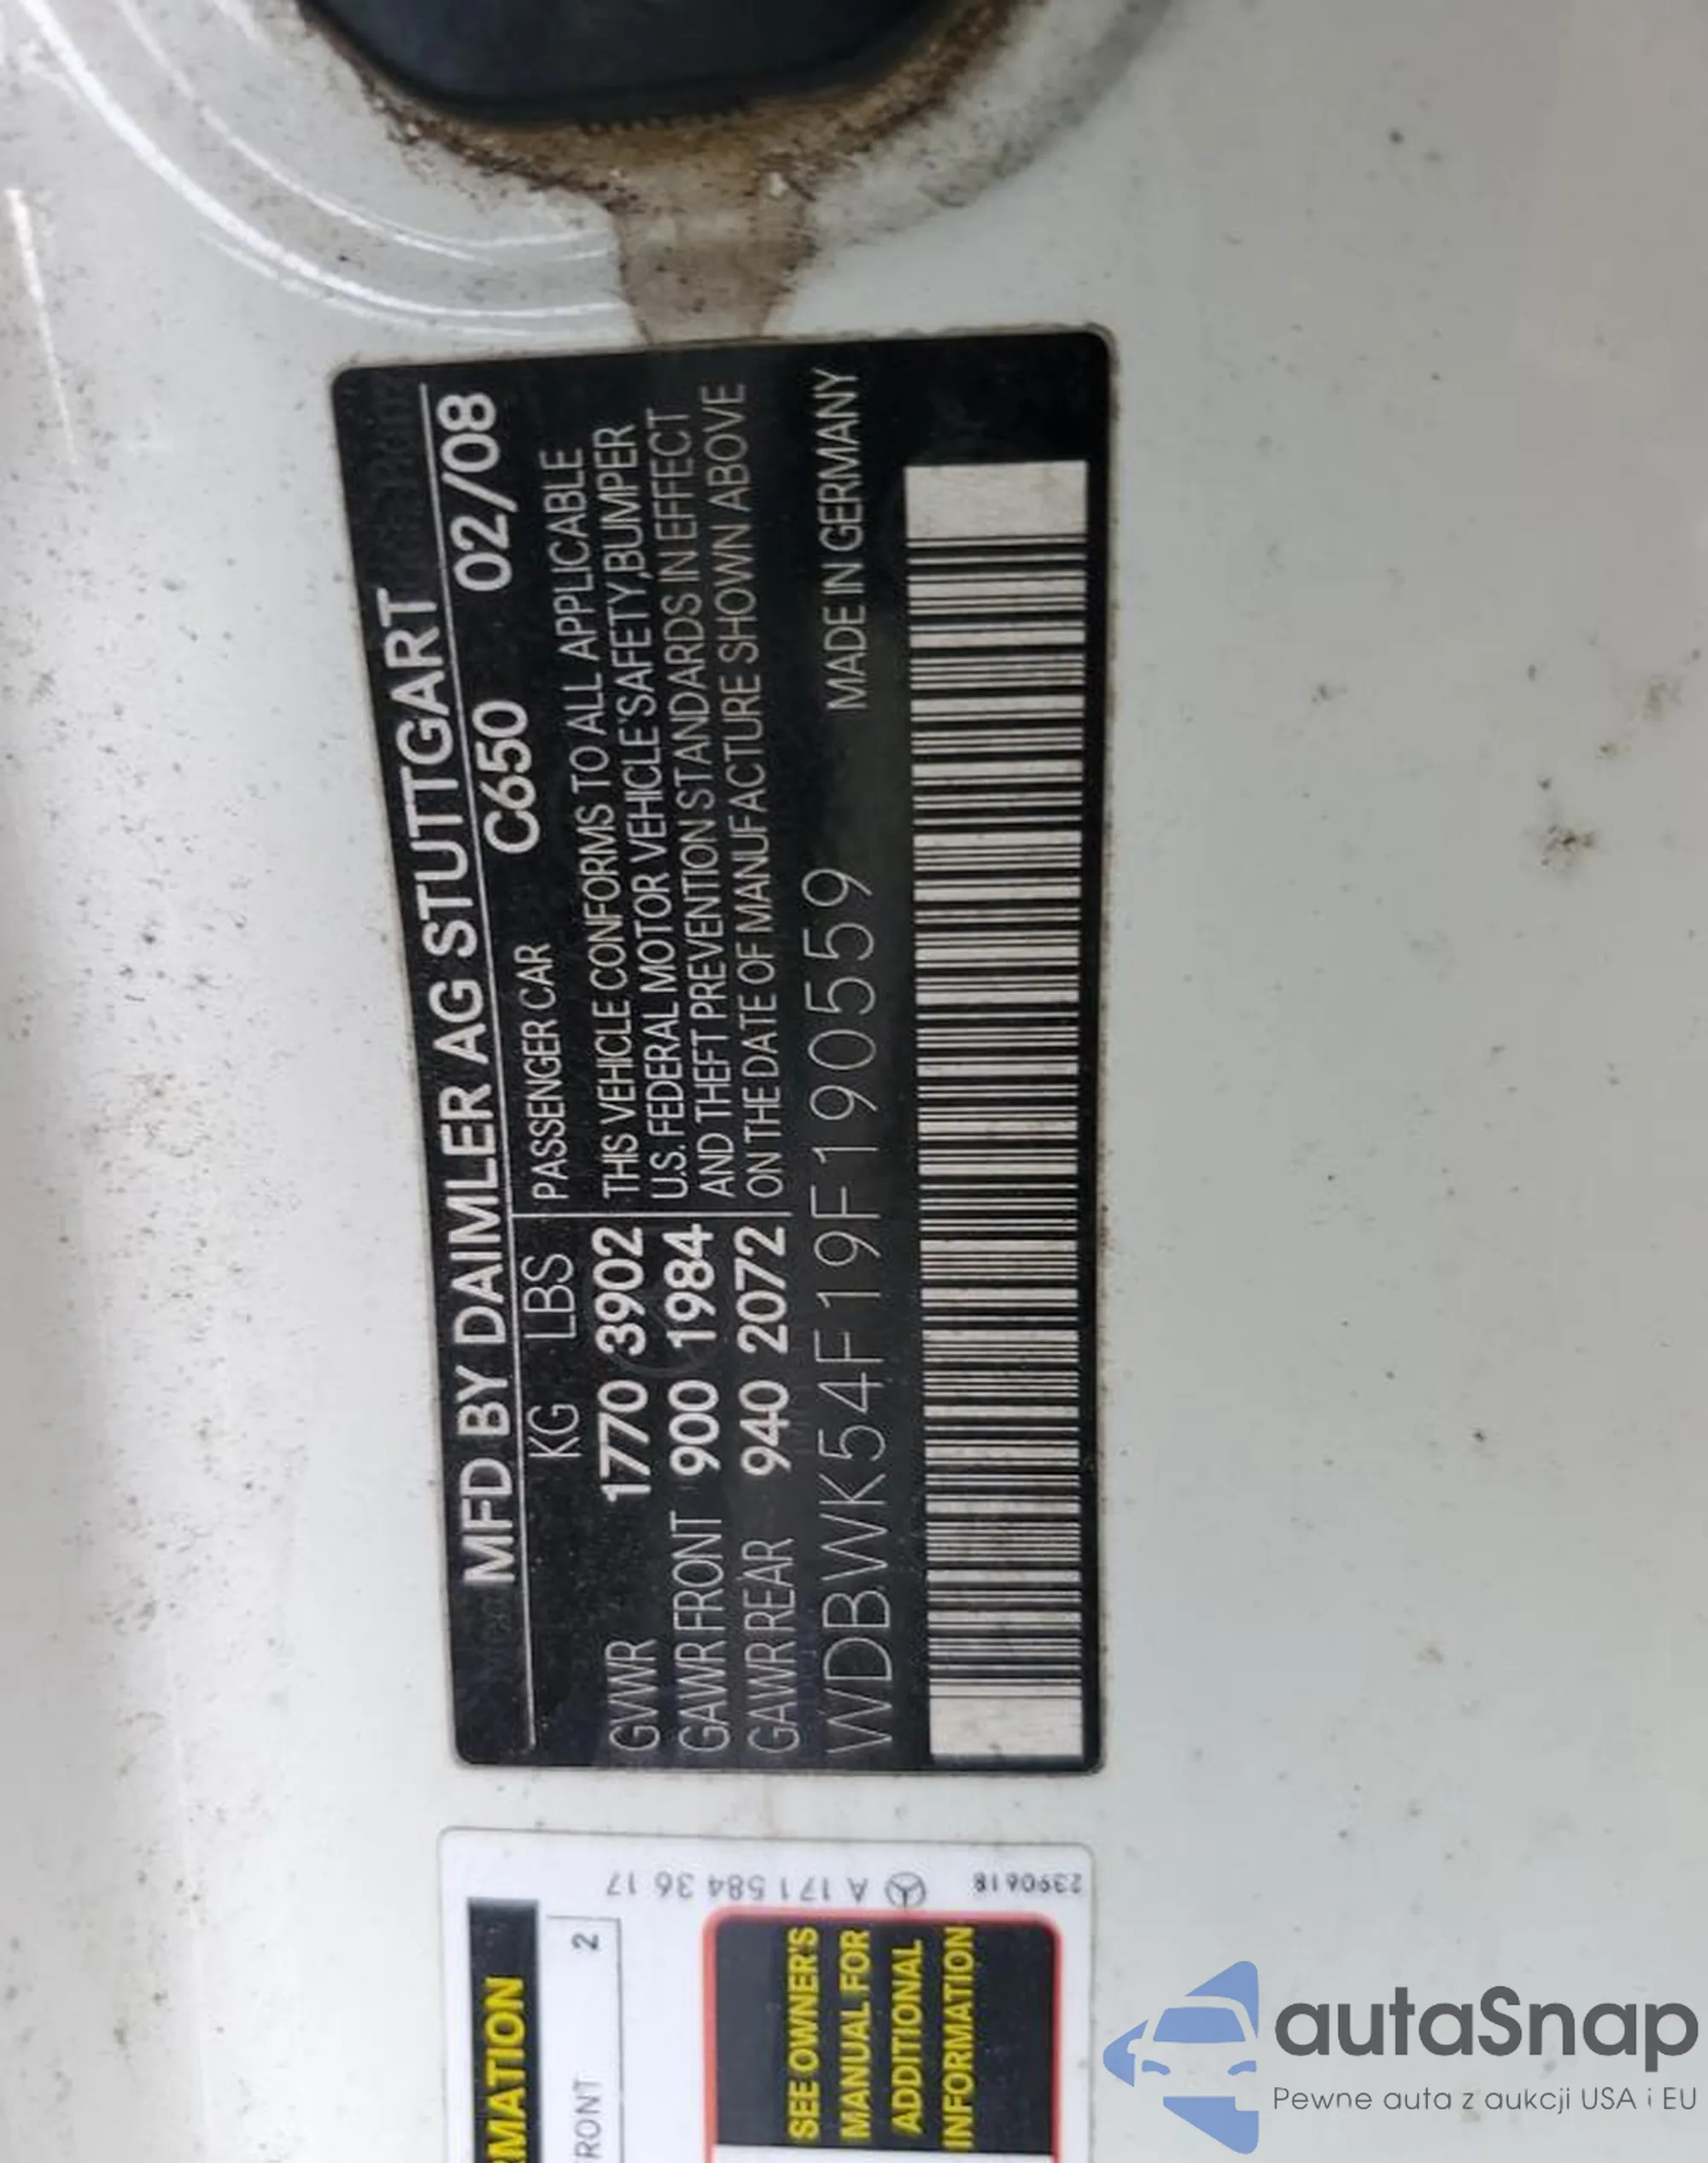 MFD BY DAIMLER AG STUTTGART
KG LBS PASSENGER CAR C650 02/08
GVWR 1770 3902 THIS VEHICLE CONFORMS TO ALL APPLICABLE
GAWR FRONT 900 1984 U.S. FEDERAL MOTOR VEHICLE SAFETY,BUMPER
GAWR REAR 940 2072 AND THEFT PREVENTION STANDARDS IN EFFECT
ON THE DATE OF MANUFACTURE SHOWN ABOVE
WDBWK54F19F190559 MADE IN GERMANY
RMATION
FRONT 2
SEE OWNER'S
MANUAL FOR
ADDITIONAL
INFORMATION
A 171 584 36 17
2390618
autaSnap
Pewne auta z aukcji USA i EU